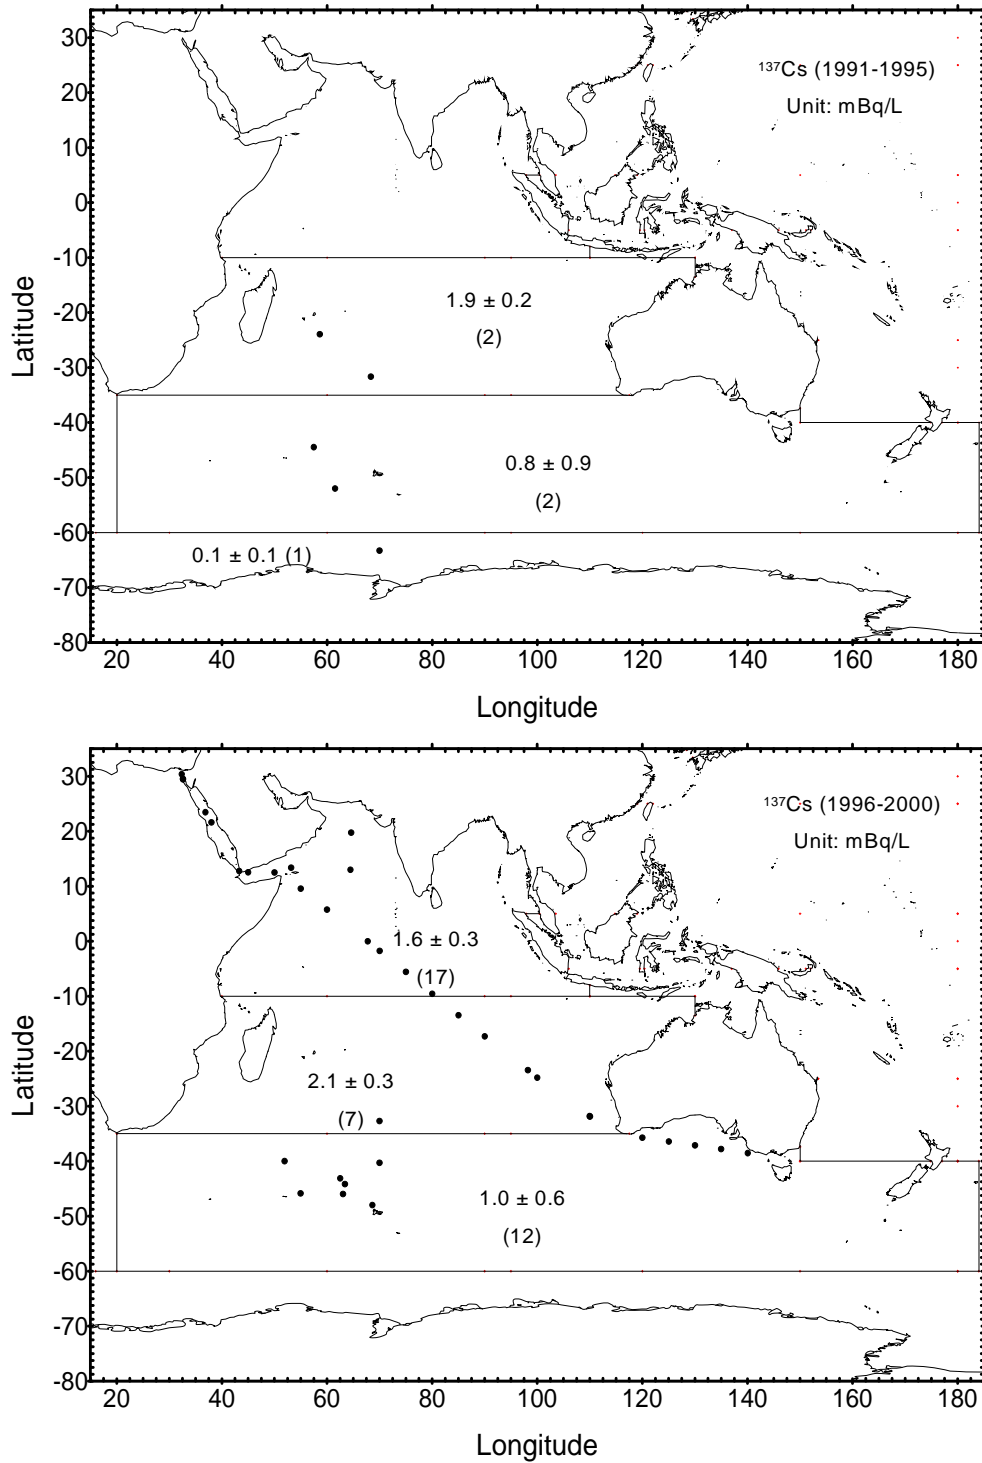 30
20
10
0
-10
-20
-30
-40
-50
-60
-70
-80
Latitude
¹³⁷Cs (1991-1995)
Unit: mBq/L
1.9 ± 0.2
(2)
0.8 ± 0.9
(2)
0.1 ± 0.1 (1)
20 40 60 80 100 120 140 160 180
Longitude
30
20
10
0
-10
-20
-30
-40
-50
-60
-70
-80
Latitude
¹³⁷Cs (1996-2000)
Unit: mBq/L
1.6 ± 0.3
(17)
2.1 ± 0.3
(7)
1.0 ± 0.6
(12)
20 40 60 80 100 120 140 160 180
Longitude